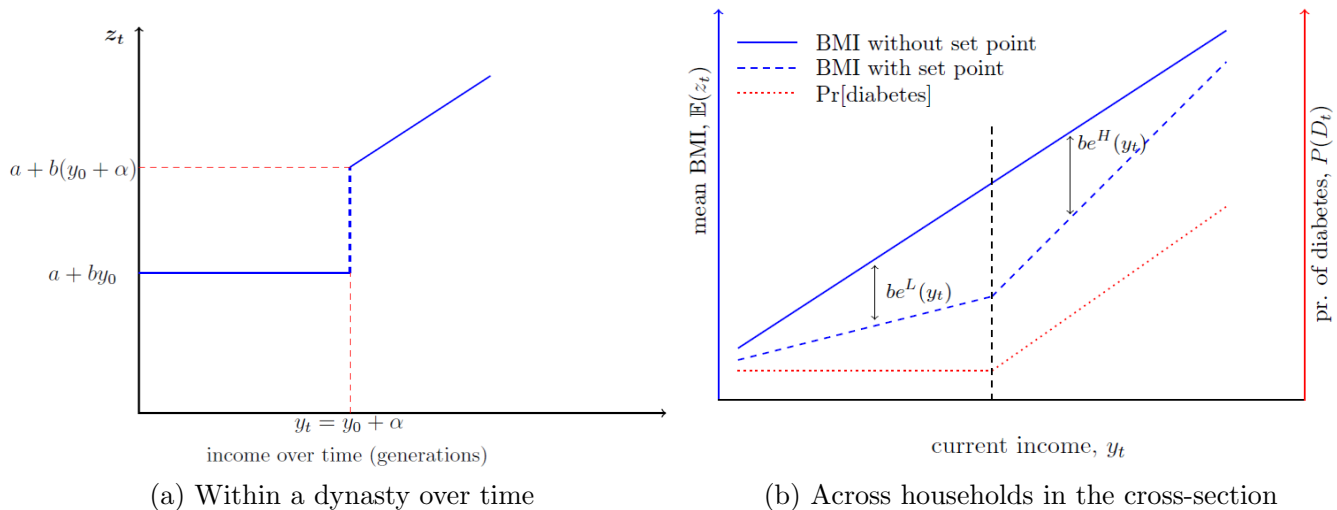 z_t
a + b(y_0 + α)
a + by_0
y_t = y_0 + α
income over time (generations)
(a) Within a dynasty over time
BMI without set point
BMI with set point
Pr[diabetes]
mean BMI, 𝔼(z_t)
be^L(y_t)
be^H(y_t)
pr. of diabetes, P(D_t)
current income, y_t
(b) Across households in the cross-section